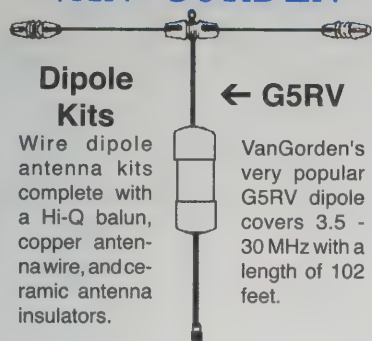 Dipole
Kits
Wire dipole
antenna kits
complete with
a Hi-Q balun,
copper anten-
na wire, and ce-
ramic antenna
insulators.
← G5RV
VanGorden's
very popular
G5RV dipole
covers 3.5 -
30 MHz with a
length of 102
feet.